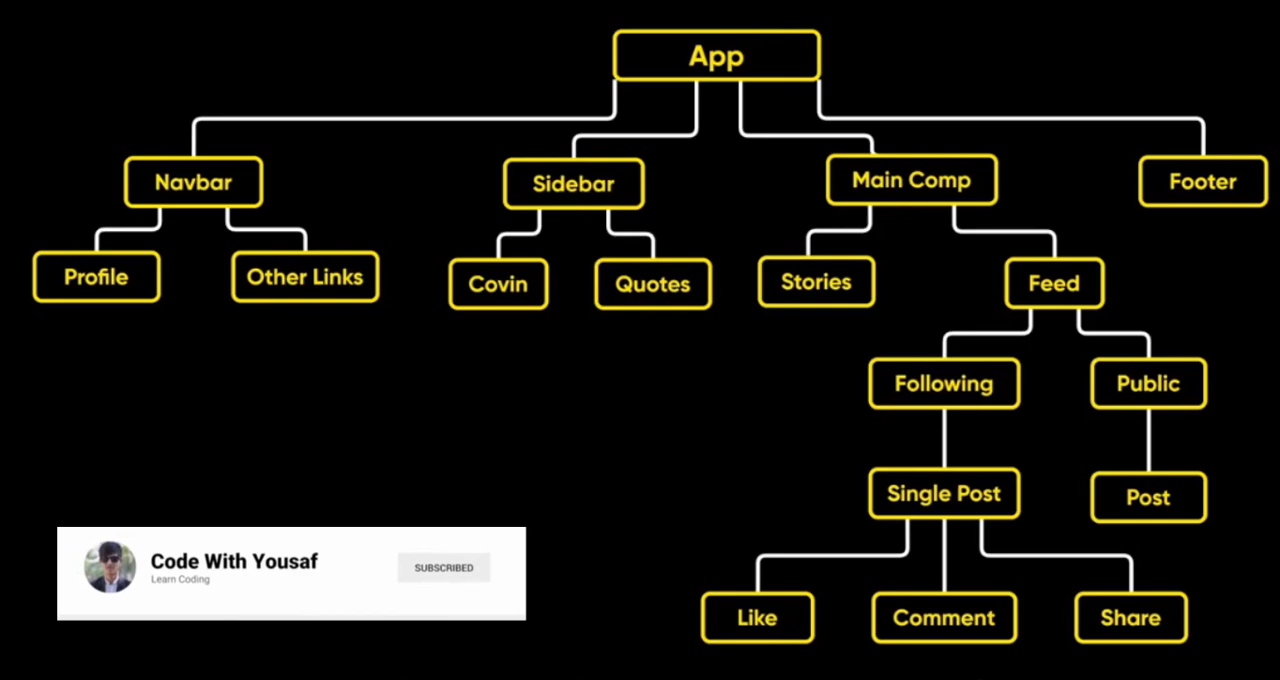 App
Navbar
Sidebar
Main Comp
Footer
Profile
Other Links
Covin
Quotes
Stories
Feed
Following
Public
Single Post
Post
Code With Yousaf
Learn Coding
SUBSCRIBED
Like
Comment
Share